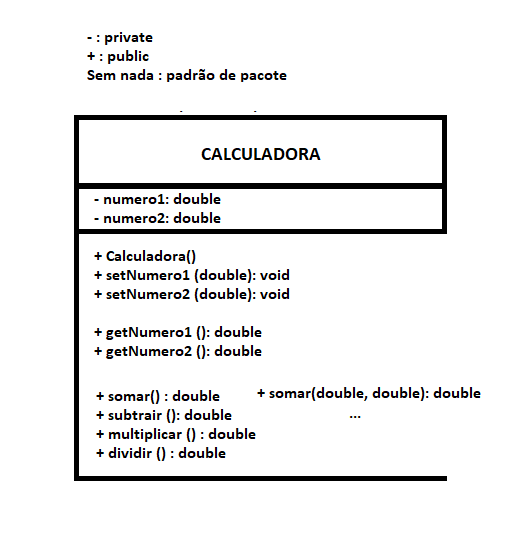 - : private
+ : public
Sem nada : padrão de pacote
CALCULADORA
- numero1: double
- numero2: double
+ Calculadora()
+ setNumero1 (double): void
+ setNumero2 (double): void
+ getNumero1 (): double
+ getNumero2 (): double
+ somar() : double
+ subtrair (): double
+ multiplicar () : double
+ dividir () : double
+ somar(double, double): double
...